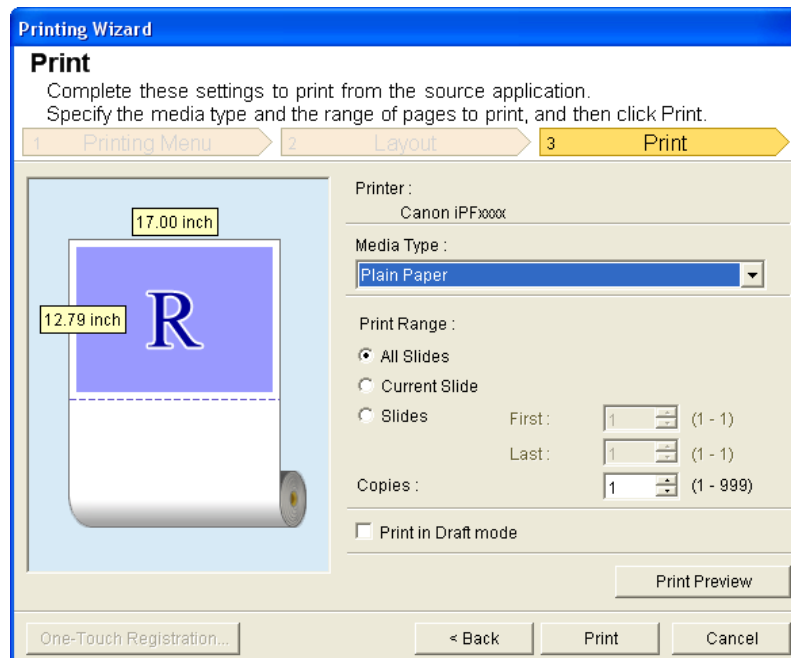 Printing Wizard
Print
Complete these settings to print from the source application.
Specify the media type and the range of pages to print, and then click Print.
1 Printing Menu 2 Layout 3 Print
Printer :
Canon iPFxxxx
17.00 inch
12.79 inch
R
Media Type :
Plain Paper
Print Range :
All Slides
Current Slide
Slides First : 1 (1 - 1)
Last : 1 (1 - 1)
Copies : 1 (1 - 999)
Print in Draft mode
Print Preview
One-Touch Registration... < Back Print Cancel